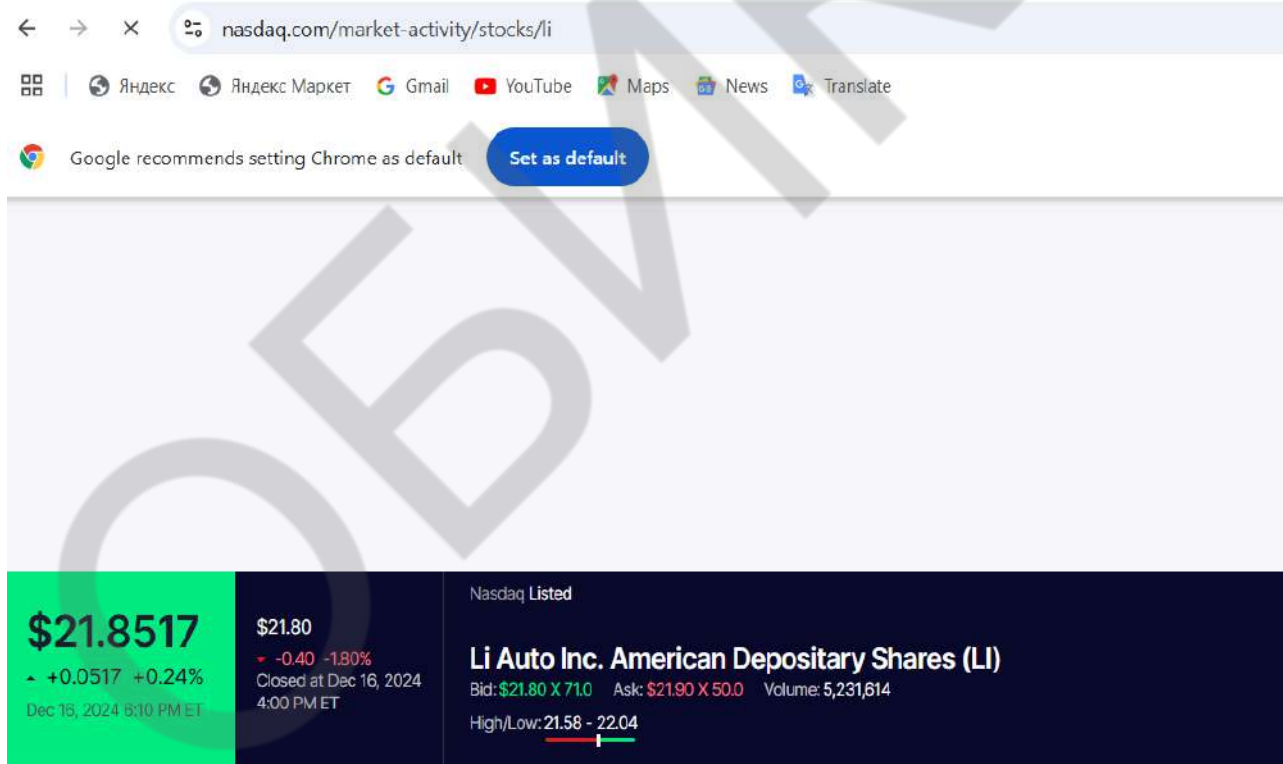 nasdaq.com/market-activity/stocks/li
Яндекс Яндекс Маркет Gmail YouTube Maps News Translate
Google recommends setting Chrome as default Set as default
ОБИ
Nasdaq Listed
$21.8517
+0.0517 +0.24%
Dec 16, 2024 6:10 PM ET
$21.80
-0.40 -1.80%
Closed at Dec 16, 2024
4:00 PM ET
Li Auto Inc. American Depositary Shares (LI)
Bid: $21.80 X 71.0 Ask: $21.90 X 50.0 Volume: 5,231,614
High/Low: 21.58 - 22.04